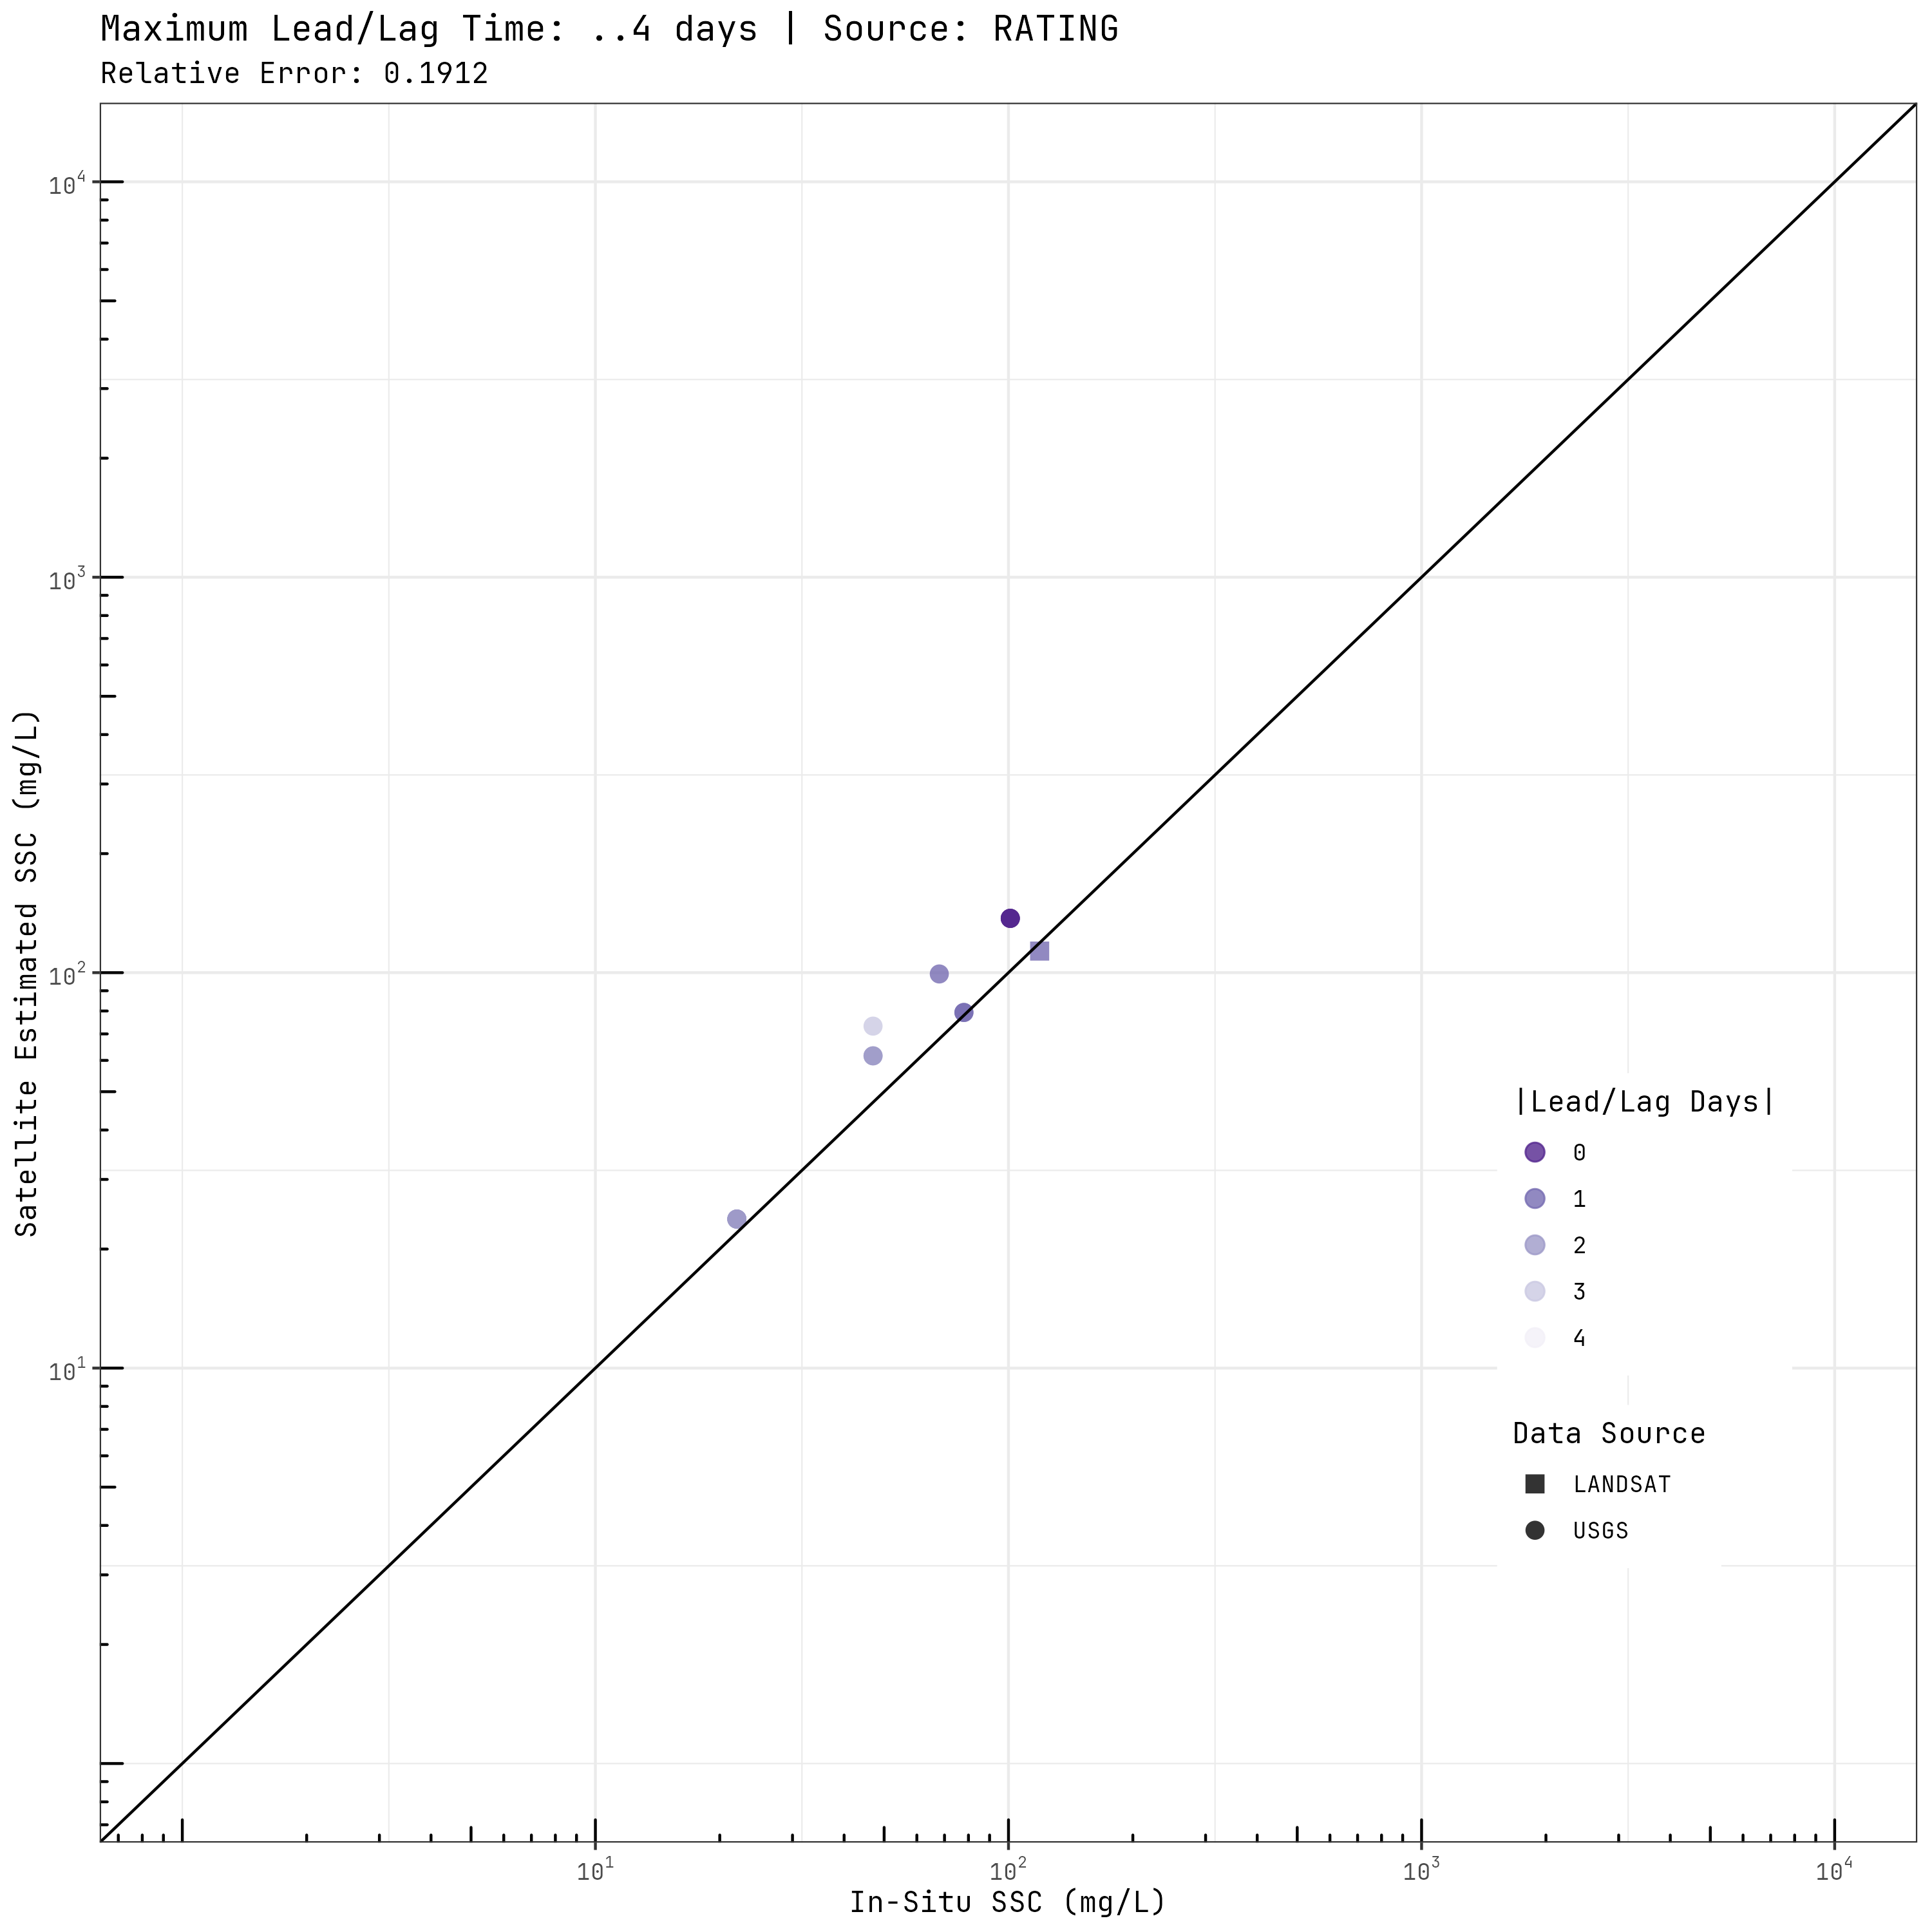 Maximum Lead/Lag Time: ..4 days | Source: RATING
Relative Error: 0.1912
10⁴
10³
10²
10¹
Satellite Estimated SSC (mg/L)
|Lead/Lag Days|
0
1
2
3
4
Data Source
LANDSAT
USGS
10¹ 10² 10³ 10⁴
In-Situ SSC (mg/L)